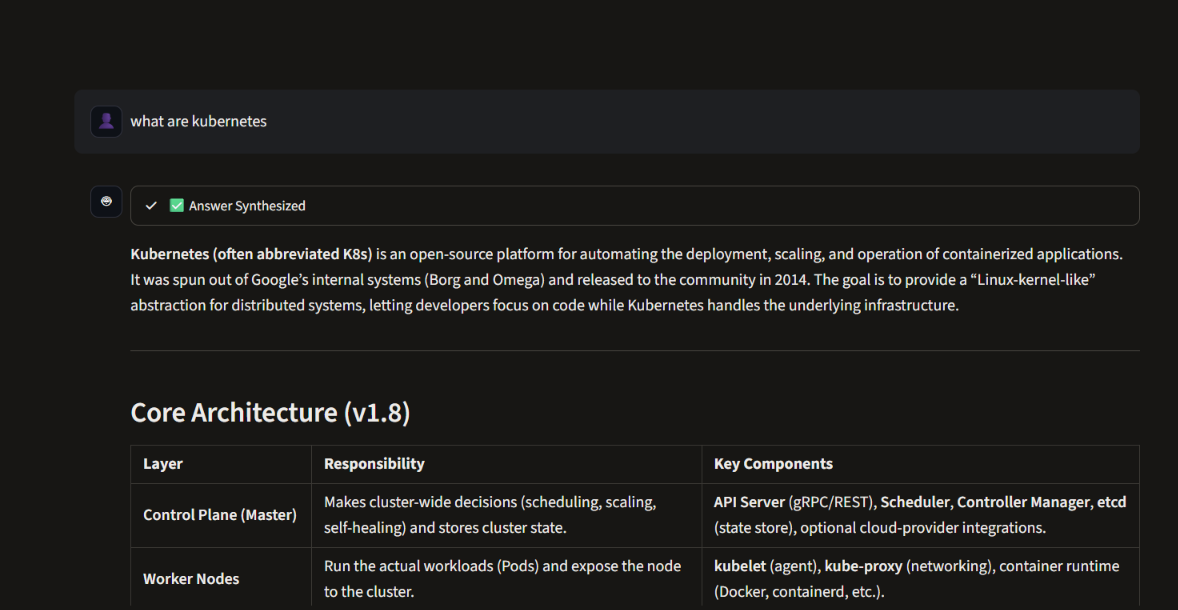 what are kubernetes
✅ Answer Synthesized
Kubernetes (often abbreviated K8s) is an open-source platform for automating the deployment, scaling, and operation of containerized applications.
It was spun out of Google’s internal systems (Borg and Omega) and released to the community in 2014. The goal is to provide a “Linux-kernel-like”
abstraction for distributed systems, letting developers focus on code while Kubernetes handles the underlying infrastructure.
Core Architecture (v1.8)
Layer Responsibility Key Components
Control Plane (Master)
Makes cluster-wide decisions (scheduling, scaling,
self-healing) and stores cluster state.
API Server (gRPC/REST), Scheduler, Controller Manager, etcd
(state store), optional cloud-provider integrations.
Worker Nodes
Run the actual workloads (Pods) and expose the node
to the cluster.
kubelet (agent), kube-proxy (networking), container runtime
(Docker, containerd, etc.).